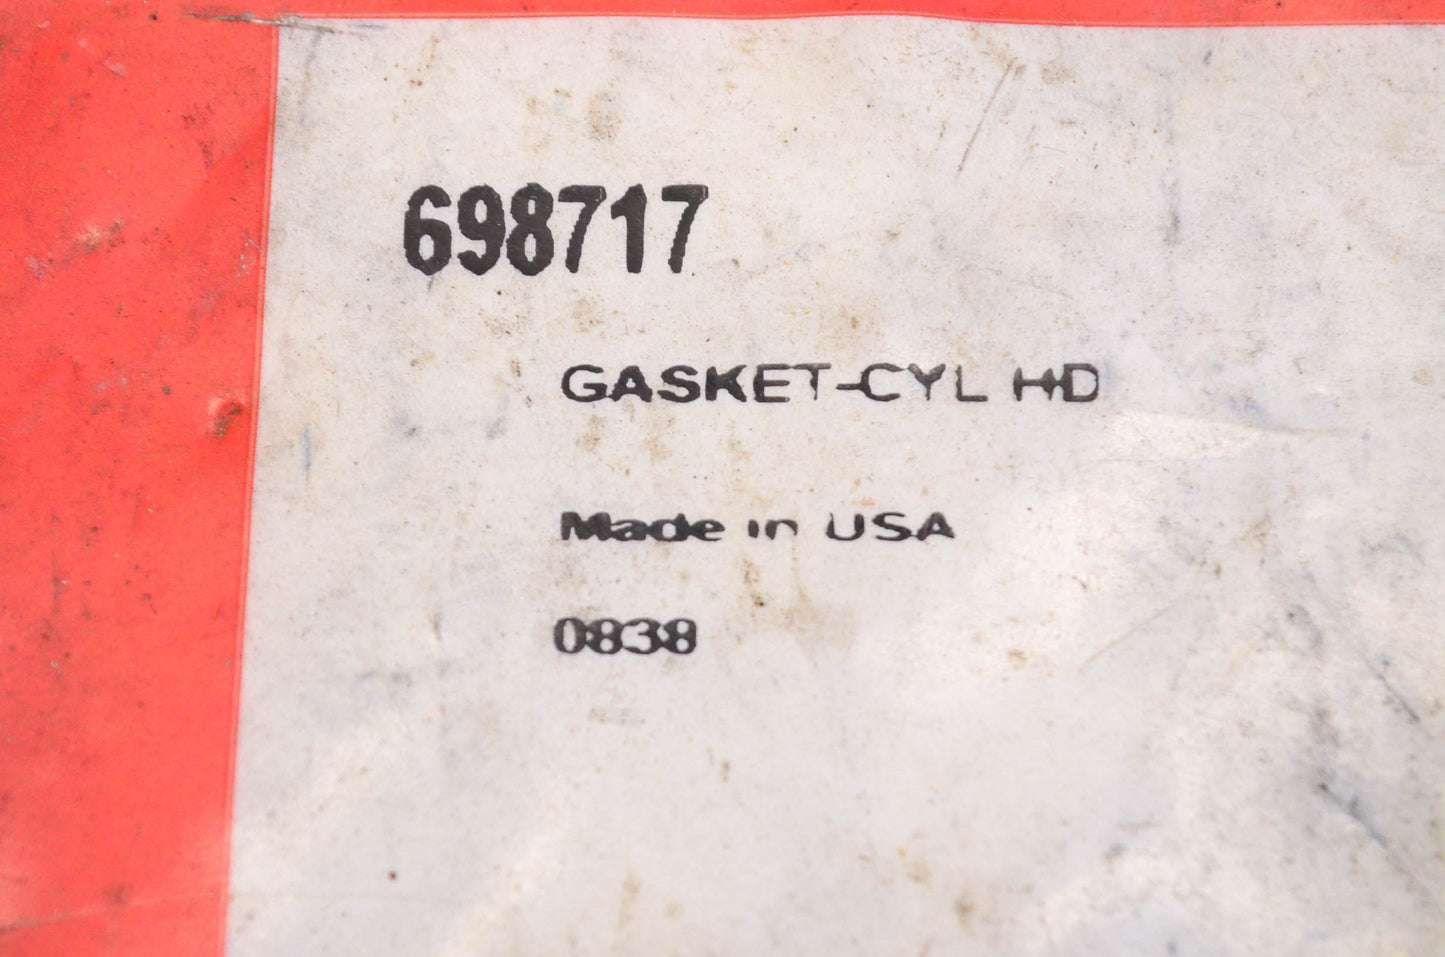 698717
GASKET-CYL HD
Made in USA
0838